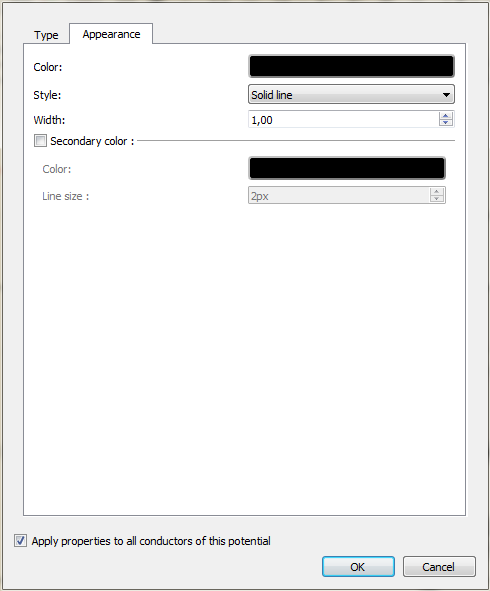 Type Appearance
Color:
Style: Solid line
Width: 1,00
Secondary color :
Color:
Line size : 2px
Apply properties to all conductors of this potential
OK Cancel